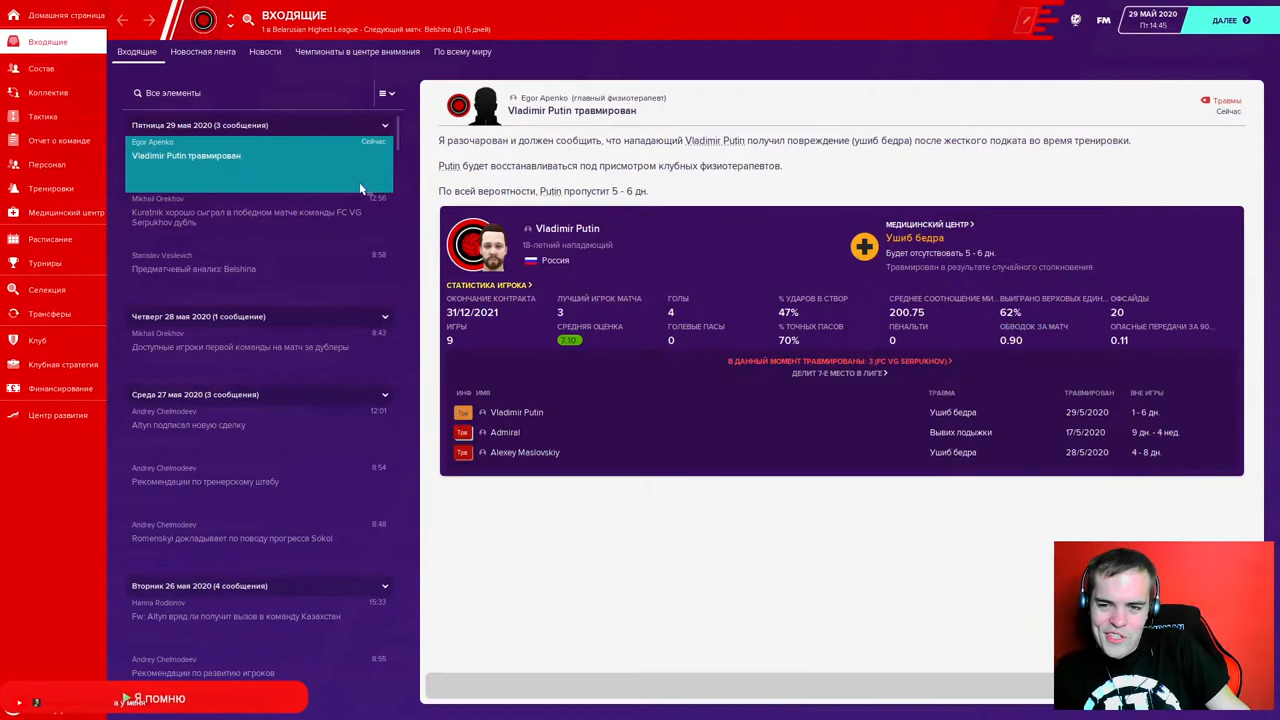 Домашняя страница
Входящие
Состав
Коллектив
Тактика
Отчет о команде
Персонал
Тренировки
Медицинский центр
Расписание
Турниры
Селекция
Трансферы
Клуб
Клубная стратегия
Финансирование
Центр развития
ВХОДЯЩИЕ
1 в Belarusian Highest League - Следующий матч: Belshina (Д) (5 дней)
FM
29 МАЙ 2020
Пт 14:45
ДАЛЕЕ
Входящие
Новостная лента
Новости
Чемпионаты в центре внимания
По всему миру
Все элементы
Пятница 29 мая 2020 (3 сообщения)
Egor Apenko Сейчас
Vladimir Putin травмирован
Mikhail Orekhov 12:56
Kuratnik хорошо сыграл в победном матче команды FC VG
Serpukhov дубль
Stanislav Vasilevich 8:58
Предматчевый анализ: Belshina
Четверг 28 мая 2020 (1 сообщение)
Mikhail Orekhov 8:43
Доступные игроки первой команды на матч за дублеры
Среда 27 мая 2020 (3 сообщения)
Andrey Chelmodeev 12:01
Altyn подписал новую сделку
Andrey Chelmodeev 8:54
Рекомендации по тренерскому штабу
Andrey Chelmodeev 8:48
Romenskyi докладывает по поводу прогресса Sokol
Вторник 26 мая 2020 (4 сообщения)
Hanna Rodionov 15:33
Fw: Altyn вряд ли получит вызов в команду Казахстан
Andrey Chelmodeev 8:55
Рекомендации по развитию игроков
Egor Apenko (главный физиотерапевт)
Vladimir Putin травмирован
Травмы
Сейчас
Я разочарован и должен сообщить, что нападающий Vladimir Putin получил повреждение (ушиб бедра) после жесткого подката во время тренировки.
Putin будет восстанавливаться под присмотром клубных физиотерапевтов.
По всей вероятности, Putin пропустит 5 - 6 дн.
Vladimir Putin
18-летний нападающий
Россия
МЕДИЦИНСКИЙ ЦЕНТР
Ушиб бедра
Будет отсутствовать 5 - 6 дн.
Травмирован в результате случайного столкновения
СТАТИСТИКА ИГРОКА
ОКОНЧАНИЕ КОНТРАКТА ЛУЧШИЙ ИГРОК МАТЧА ГОЛЫ % УДАРОВ В СТВОР СРЕДНЕЕ СООТНОШЕНИЕ МИ... ВЫИГРАНО ВЕРХОВЫХ ЕДИН... ОФСАЙДЫ
31/12/2021 3 4 47% 200.75 62% 20
ИГРЫ СРЕДНЯЯ ОЦЕНКА ГОЛЕВЫЕ ПАСЫ % ТОЧНЫХ ПАСОВ ПЕНАЛЬТИ ОБВОДОК ЗА МАТЧ ОПАСНЫЕ ПЕРЕДАЧИ ЗА 90...
9 7.10 0 70% 0 0.90 0.11
В ДАННЫЙ МОМЕНТ ТРАВМИРОВАНЫ: 3 (FC VG SERPUKHOV)
ДЕЛИТ 7-Е МЕСТО В ЛИГЕ
ИНФ ИМЯ ТРАВМА ТРАВМИРОВАН ВНЕ ИГРЫ
Трв Vladimir Putin Ушиб бедра 29/5/2020 1 - 6 дн.
Трв Admiral Вывих лодыжки 17/5/2020 9 дн. - 4 нед.
Трв Alexey Maslovskiy Ушиб бедра 28/5/2020 4 - 8 дн.
Я помню
а у меня